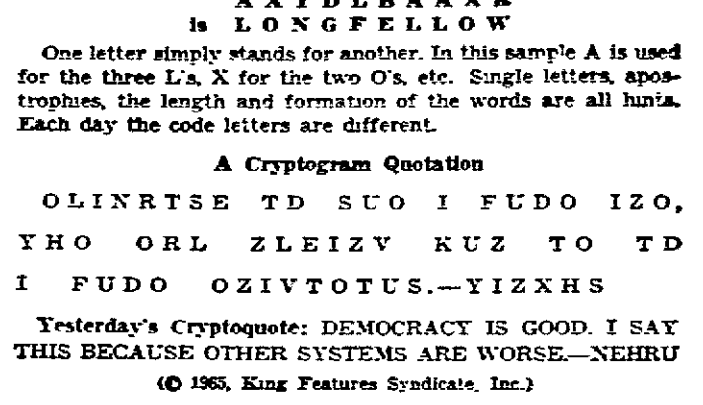 A X Y D L B A A X R
is L O N G F E L L O W
One letter simply stands for another. In this sample A is used
for the three L's, X for the two O's, etc. Single letters, apos-
trophies, the length and formation of the words are all hints.
Each day the code letters are different.
A Cryptogram Quotation
OLINRTSE TD SUO I FUDO IZO,
YHO ORL ZLEIZV KUZ TO TD
I FUDO OZIVTOTUS.—YIZXHS
Yesterday's Cryptoquote: DEMOCRACY IS GOOD. I SAY
THIS BECAUSE OTHER SYSTEMS ARE WORSE.—NEHRU
(© 1965, King Features Syndicate, Inc.)